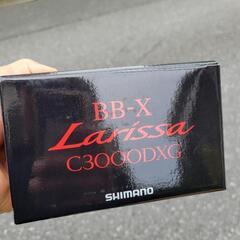 BB-X
Larissa
C3000DXG
SHIMANO